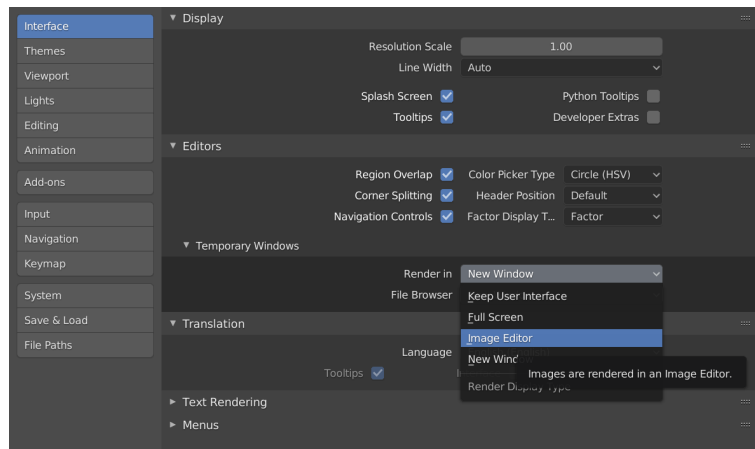 Interface
Themes
Viewport
Lights
Editing
Animation
Add-ons
Input
Navigation
Keymap
System
Save & Load
File Paths
Display
Resolution Scale 1.00
Line Width Auto
Splash Screen Python Tooltips
Tooltips Developer Extras
Editors
Region Overlap Color Picker Type Circle (HSV)
Corner Splitting Header Position Default
Navigation Controls Factor Display T... Factor
Temporary Windows
Render in New Window
File Browser Keep User Interface
Full Screen
Translation
Image Editor
Language New
Tooltips Images are rendered in an Image Editor.
Render Display Type
Text Rendering
Menus